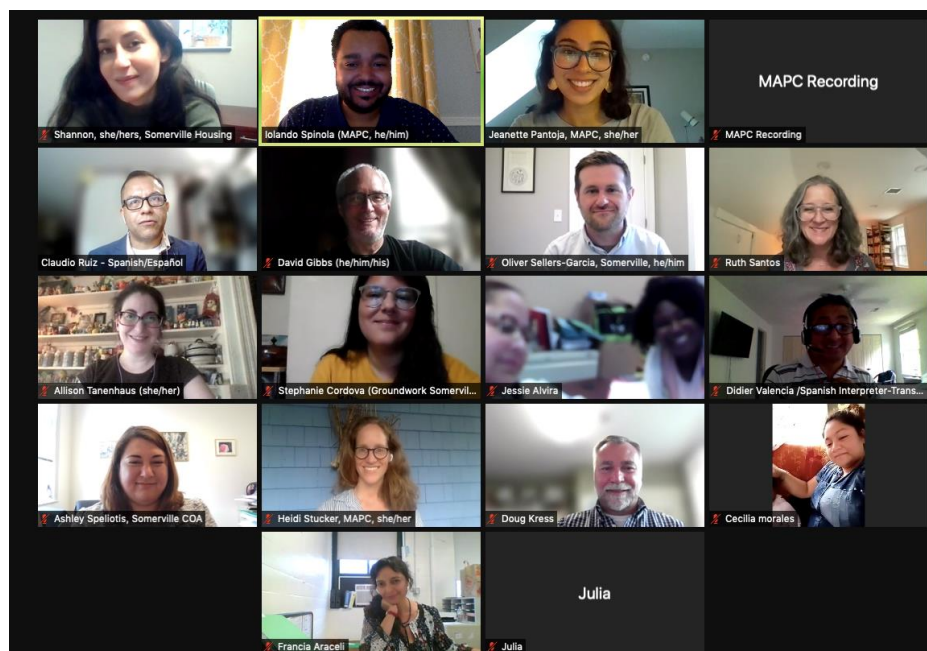 Shannon, she/hers, Somerville Housing
Iolando Spinola (MAPC, he/him)
Jeanette Pantoja, MAPC, she/her
MAPC Recording
MAPC Recording
Claudio Ruiz - Spanish/Español
David Gibbs (he/him/his)
Oliver Sellers-Garcia, Somerville, he/him
Ruth Santos
Allison Tanenhaus (she/her)
Stephanie Cordova (Groundwork Somervil...
Jessie Alvira
Didier Valencia /Spanish Interpreter-Trans...
Ashley Speliotis, Somerville COA
Heidi Stucker, MAPC, she/her
Doug Kress
Cecilia morales
Francia Araceli
Julia
Julia